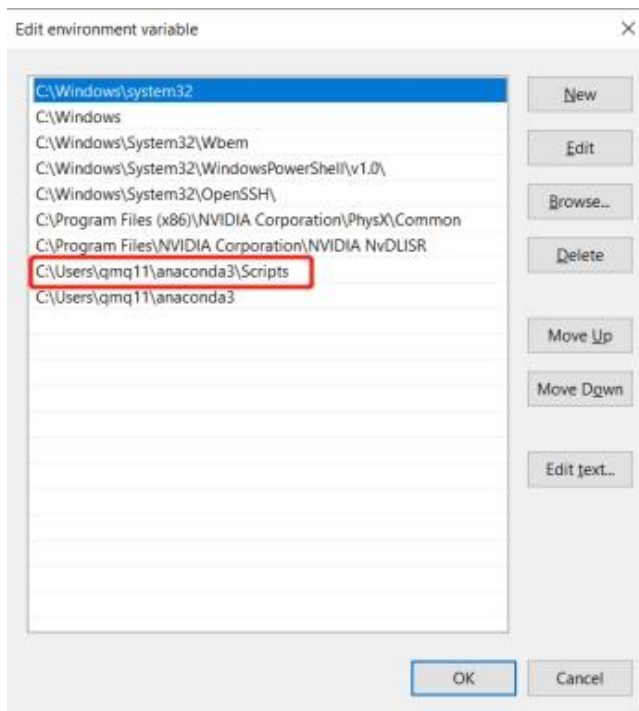 Edit environment variable
C:\Windows\system32
C:\Windows
C:\Windows\System32\Wbem
C:\Windows\System32\WindowsPowerShell\v1.0\
C:\Windows\System32\OpenSSH\
C:\Program Files (x86)\NVIDIA Corporation\PhysX\Common
C:\Program Files\NVIDIA Corporation\NVIDIA NvDLISR
C:\Users\qmq11\anaconda3\Scripts
C:\Users\qmq11\anaconda3
New
Edit
Browse...
Delete
Move Up
Move Down
Edit text...
OK
Cancel